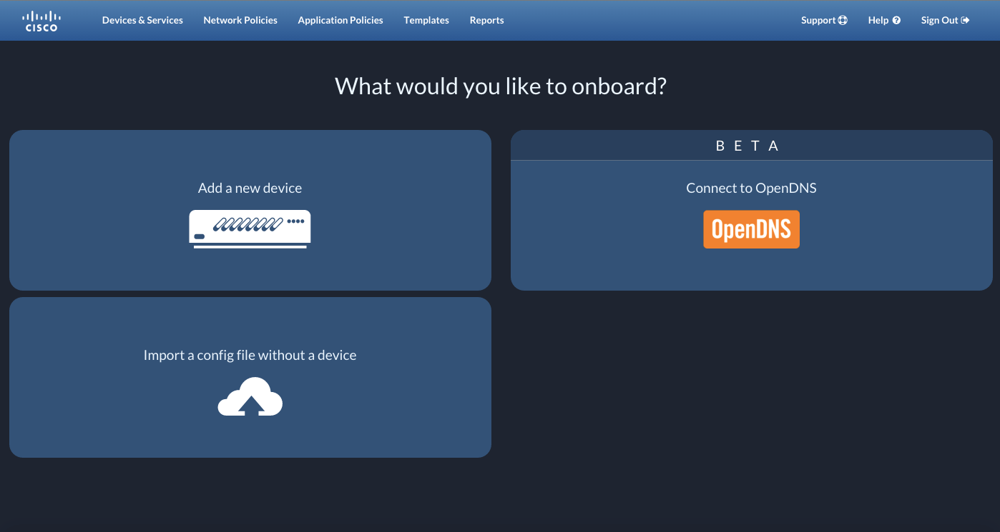 CISCO
Devices & Services
Network Policies
Application Policies
Templates
Reports
Support
Help
Sign Out
What would you like to onboard?
Add a new device
BETA
Connect to OpenDNS
OpenDNS
Import a config file without a device